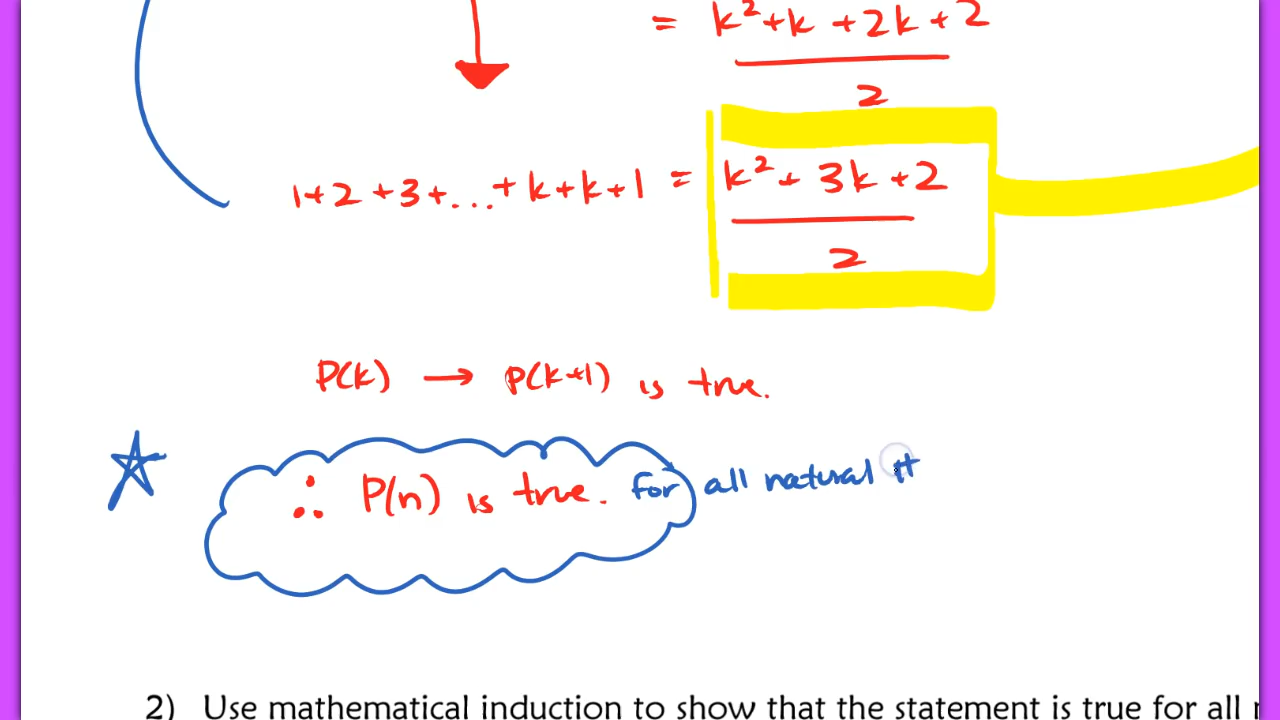 = k²+k+2k+2
2
1+2+3+...+k+k+1 = k²+3k+2
2
P(k) → P(k+1) is true.
∴ P(n) is true. for all natural #
2) Use mathematical induction to show that the statement is true for all